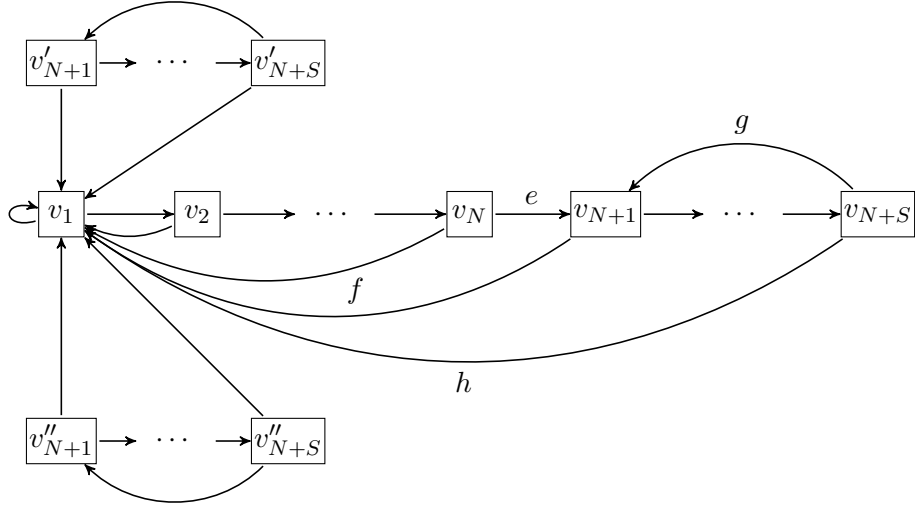 v'_{N+1} ⋯ v'_{N+S}
g
v_1 v_2 ⋯ v_N e v_{N+1} ⋯ v_{N+S}
f
h
v''_{N+1} ⋯ v''_{N+S}